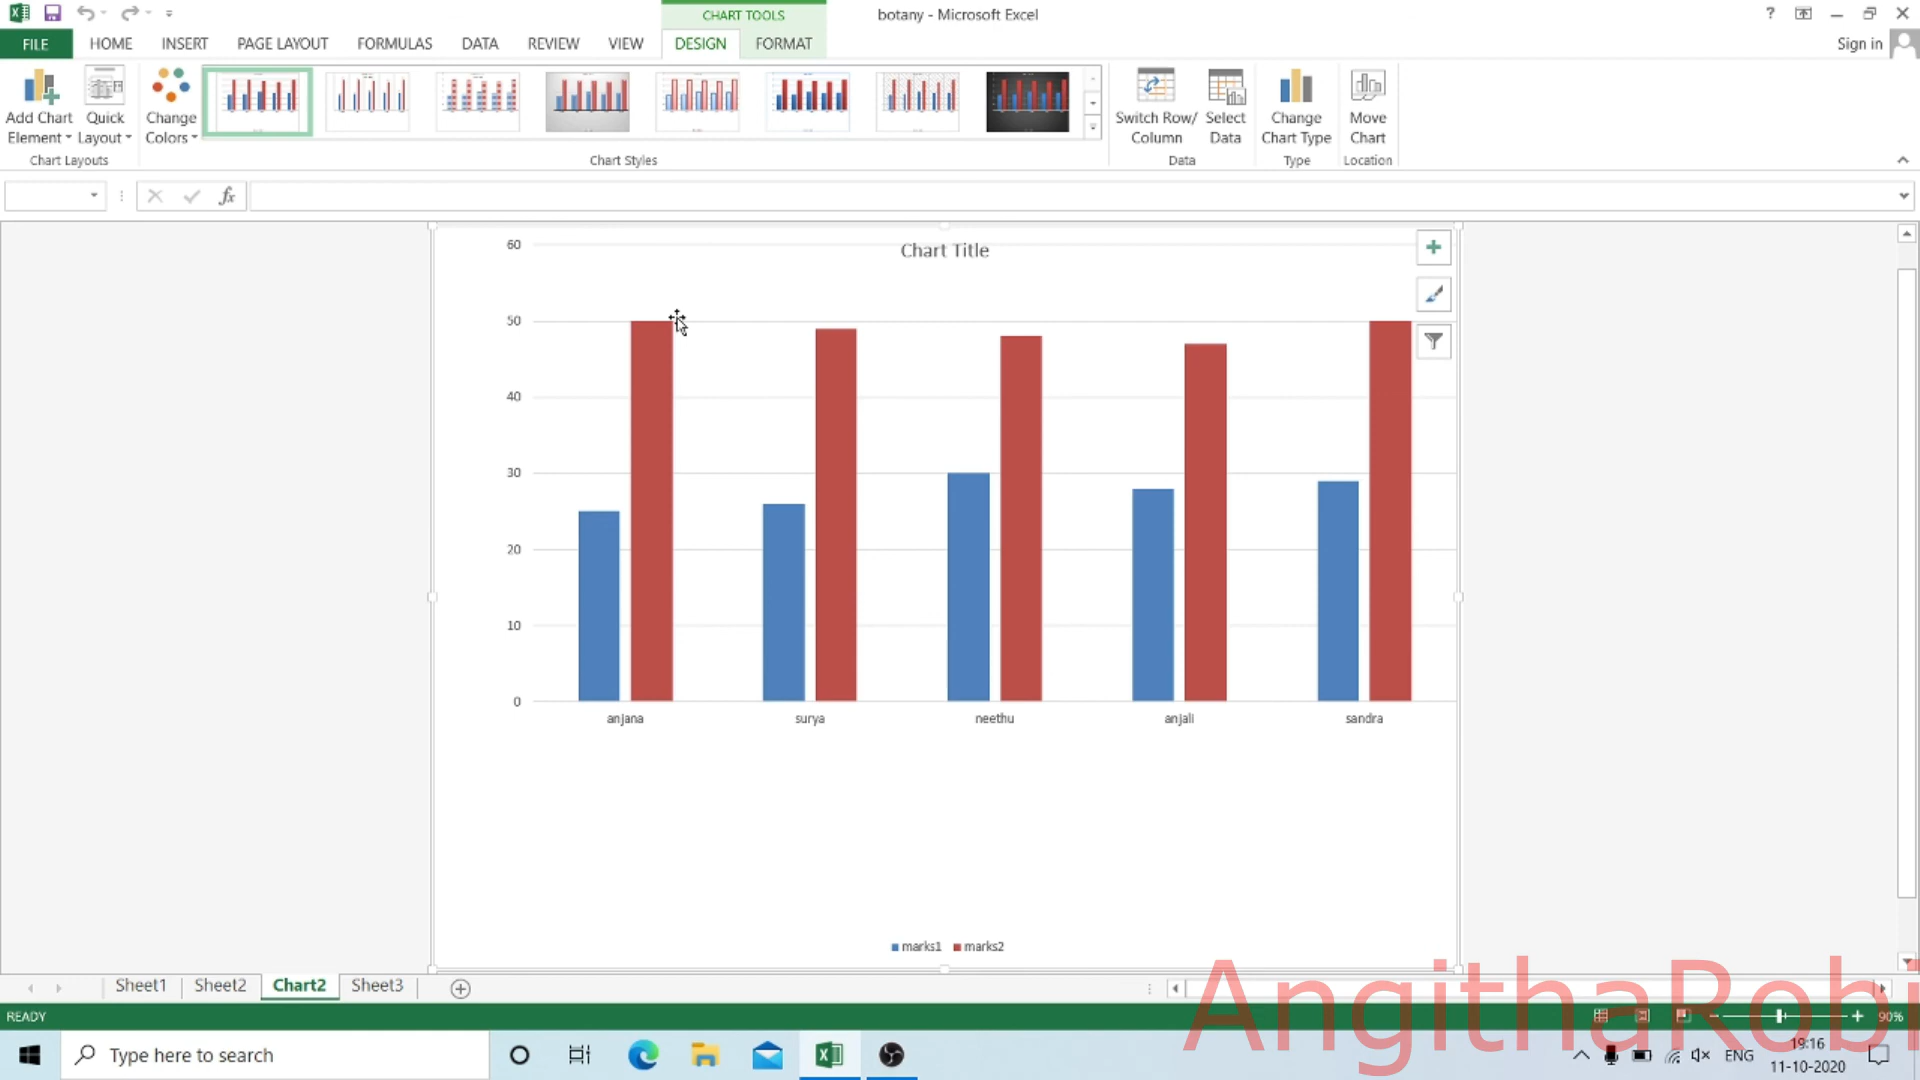 CHART TOOLS
botany - Microsoft Excel
?
FILE HOME INSERT PAGE LAYOUT FORMULAS DATA REVIEW VIEW DESIGN FORMAT
Sign in
Add Chart Element
Quick Layout
Change Colors
Switch Row/ Column
Select Data
Change Chart Type
Move Chart
Chart Layouts
Chart Styles
Data
Type
Location
fx
Chart Title
60
50
40
30
20
10
0
anjana surya neethu anjali sandra
marks1 marks2
Sheet1 Sheet2 Chart2 Sheet3
AngithaRobi
READY
90%
Type here to search
ENG
19:16
11-10-2020